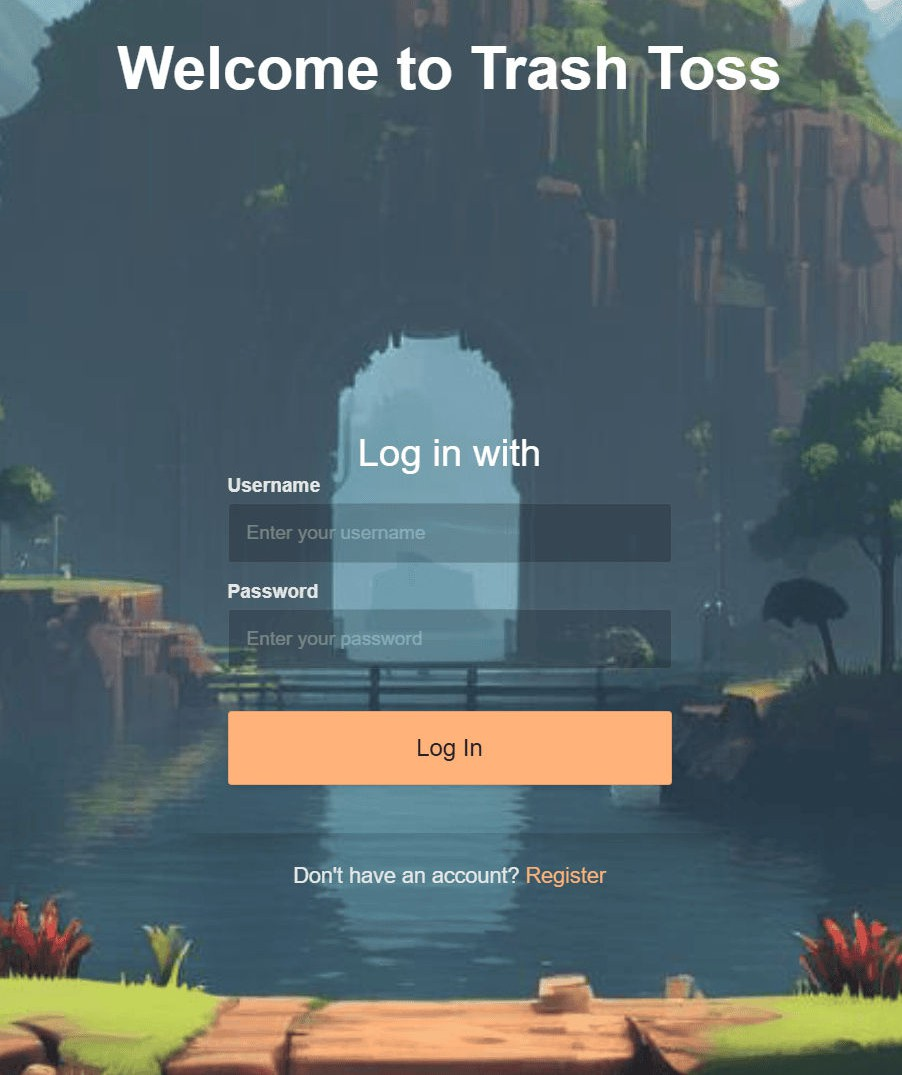 Welcome to Trash Toss
Log in with
Username
Enter your username
Password
Enter your password
Log In
Don't have an account? Register